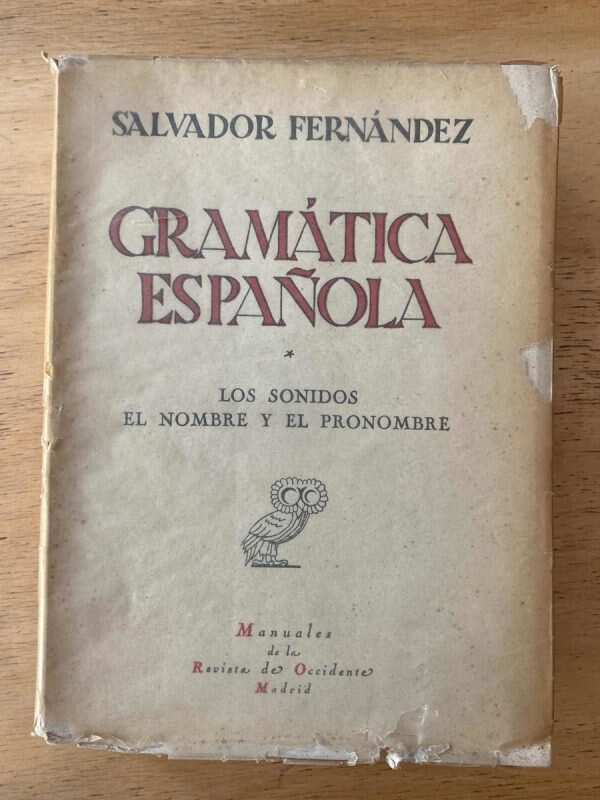 SALVADOR FERNÁNDEZ
GRAMÁTICA
ESPAÑOLA
*
LOS SONIDOS
EL NOMBRE Y EL PRONOMBRE
Manuales
de la
Revista de Occidente
Madrid